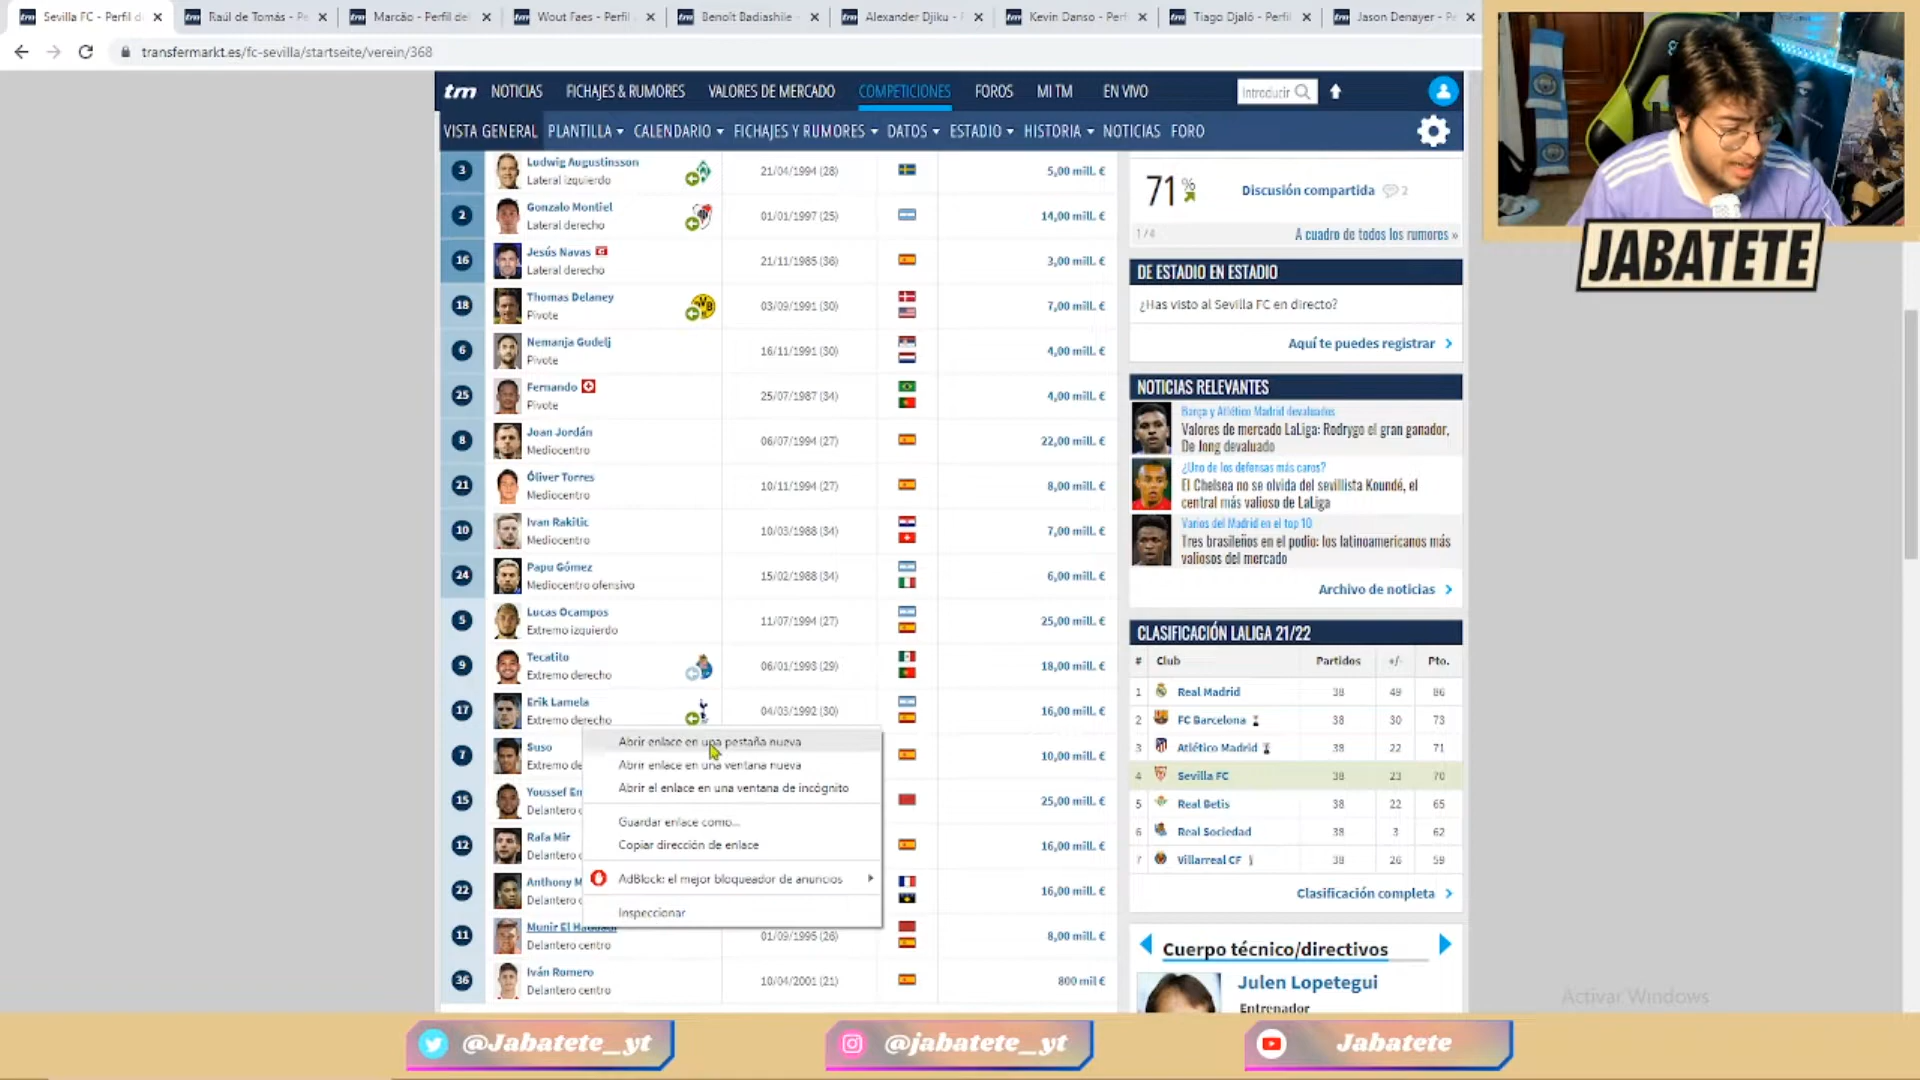 Sevilla FC - Perfil d
Raúl de Tomás - Pe
Marcão - Perfil del
Wout Faes - Perfil
Benoît Badiashile -
Alexander Djiku - P
Kevin Danso - Perf
Tiago Djaló - Perfil
Jason Denayer - Pe
transfermarkt.es/fc-sevilla/startseite/verein/368
tm NOTICIAS FICHAJES & RUMORES VALORES DE MERCADO COMPETICIONES FOROS MI TM EN VIVO Introducir
VISTA GENERAL PLANTILLA CALENDARIO FICHAJES Y RUMORES DATOS ESTADIO HISTORIA NOTICIAS FORO
3 Ludwig Augustinsson 21/04/1994 (28) 5,00 mill. €
Lateral izquierdo
2 Gonzalo Montiel 01/01/1997 (25) 14,00 mill. €
Lateral derecho
16 Jesús Navas 21/11/1985 (36) 3,00 mill. €
Lateral derecho
18 Thomas Delaney 03/09/1991 (30) 7,00 mill. €
Pivote
6 Nemanja Gudelj 16/11/1991 (30) 4,00 mill. €
Pivote
25 Fernando 25/07/1987 (34) 4,00 mill. €
Pivote
8 Joan Jordán 06/07/1994 (27) 22,00 mill. €
Mediocentro
21 Óliver Torres 10/11/1994 (27) 8,00 mill. €
Mediocentro
10 Ivan Rakitic 10/03/1988 (34) 7,00 mill. €
Mediocentro
24 Papu Gómez 15/02/1988 (34) 6,00 mill. €
Mediocentro ofensivo
5 Lucas Ocampos 11/07/1994 (27) 25,00 mill. €
Extremo izquierdo
9 Tecatito 06/01/1993 (29) 18,00 mill. €
Extremo derecho
17 Erik Lamela 04/03/1992 (30) 16,00 mill. €
Extremo derecho
7 Suso 10,00 mill. €
Extremo de
15 Youssef En 25,00 mill. €
Delantero c
12 Rafa Mir 16,00 mill. €
Delantero c
22 Anthony M 16,00 mill. €
Delantero c
11 Munir El Haddadi 01/09/1995 (26) 8,00 mill. €
Delantero centro
36 Iván Romero 10/04/2001 (21) 800 mil €
Delantero centro
Abrir enlace en una pestaña nueva
Abrir enlace en una ventana nueva
Abrir el enlace en una ventana de incógnito
Guardar enlace como...
Copiar dirección de enlace
AdBlock: el mejor bloqueador de anuncios
Inspeccionar
71 % Discusión compartida 2
1/4 A cuadro de todos los rumores »
DE ESTADIO EN ESTADIO
¿Has visto al Sevilla FC en directo?
Aquí te puedes registrar
NOTICIAS RELEVANTES
Barça y Atlético Madrid devaluados
Valores de mercado LaLiga: Rodrygo el gran ganador,
De Jong devaluado
¿Uno de los defensas más caros?
El Chelsea no se olvida del sevillista Koundé, el
central más valioso de LaLiga
Varios del Madrid en el top 10
Tres brasileños en el podio: los latinoamericanos más
valiosos del mercado
Archivo de noticias
CLASIFICACIÓN LALIGA 21/22
# Club Partidos +/- Pto.
1 Real Madrid 38 49 86
2 FC Barcelona 38 30 73
3 Atlético Madrid 38 22 71
4 Sevilla FC 38 23 70
5 Real Betis 38 22 65
6 Real Sociedad 38 3 62
7 Villarreal CF 38 26 59
Clasificación completa
Cuerpo técnico/directivos
Julen Lopetegui
Entrenador
JABATETE
Activar Windows
@Jabatete_yt
@jabatete_yt
Jabatete